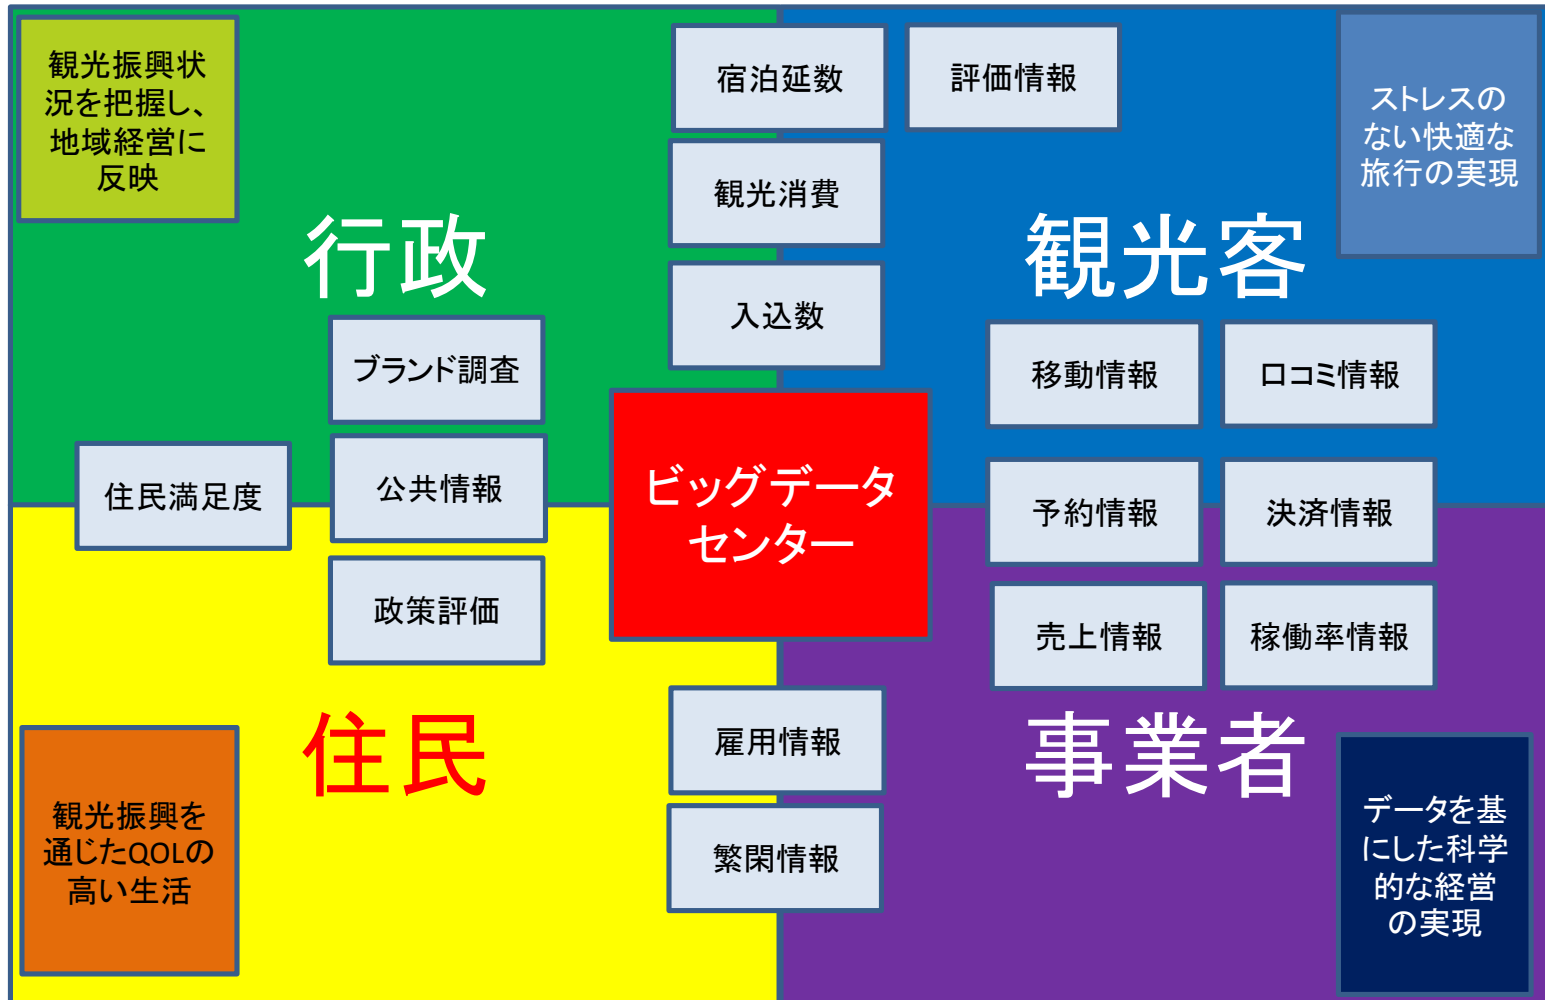 観光振興状
況を把握し、
地域経営に
反映
宿泊延数
評価情報
ストレスの
ない快適な
旅行の実現
観光消費
行政
観光客
入込数
ブランド調査
移動情報
口コミ情報
住民満足度
公共情報
ビッグデータ
センター
予約情報
決済情報
政策評価
売上情報
稼働率情報
住民
雇用情報
事業者
観光振興を
通じたQOLの
高い生活
繁閑情報
データを基
にした科学
的な経営
の実現